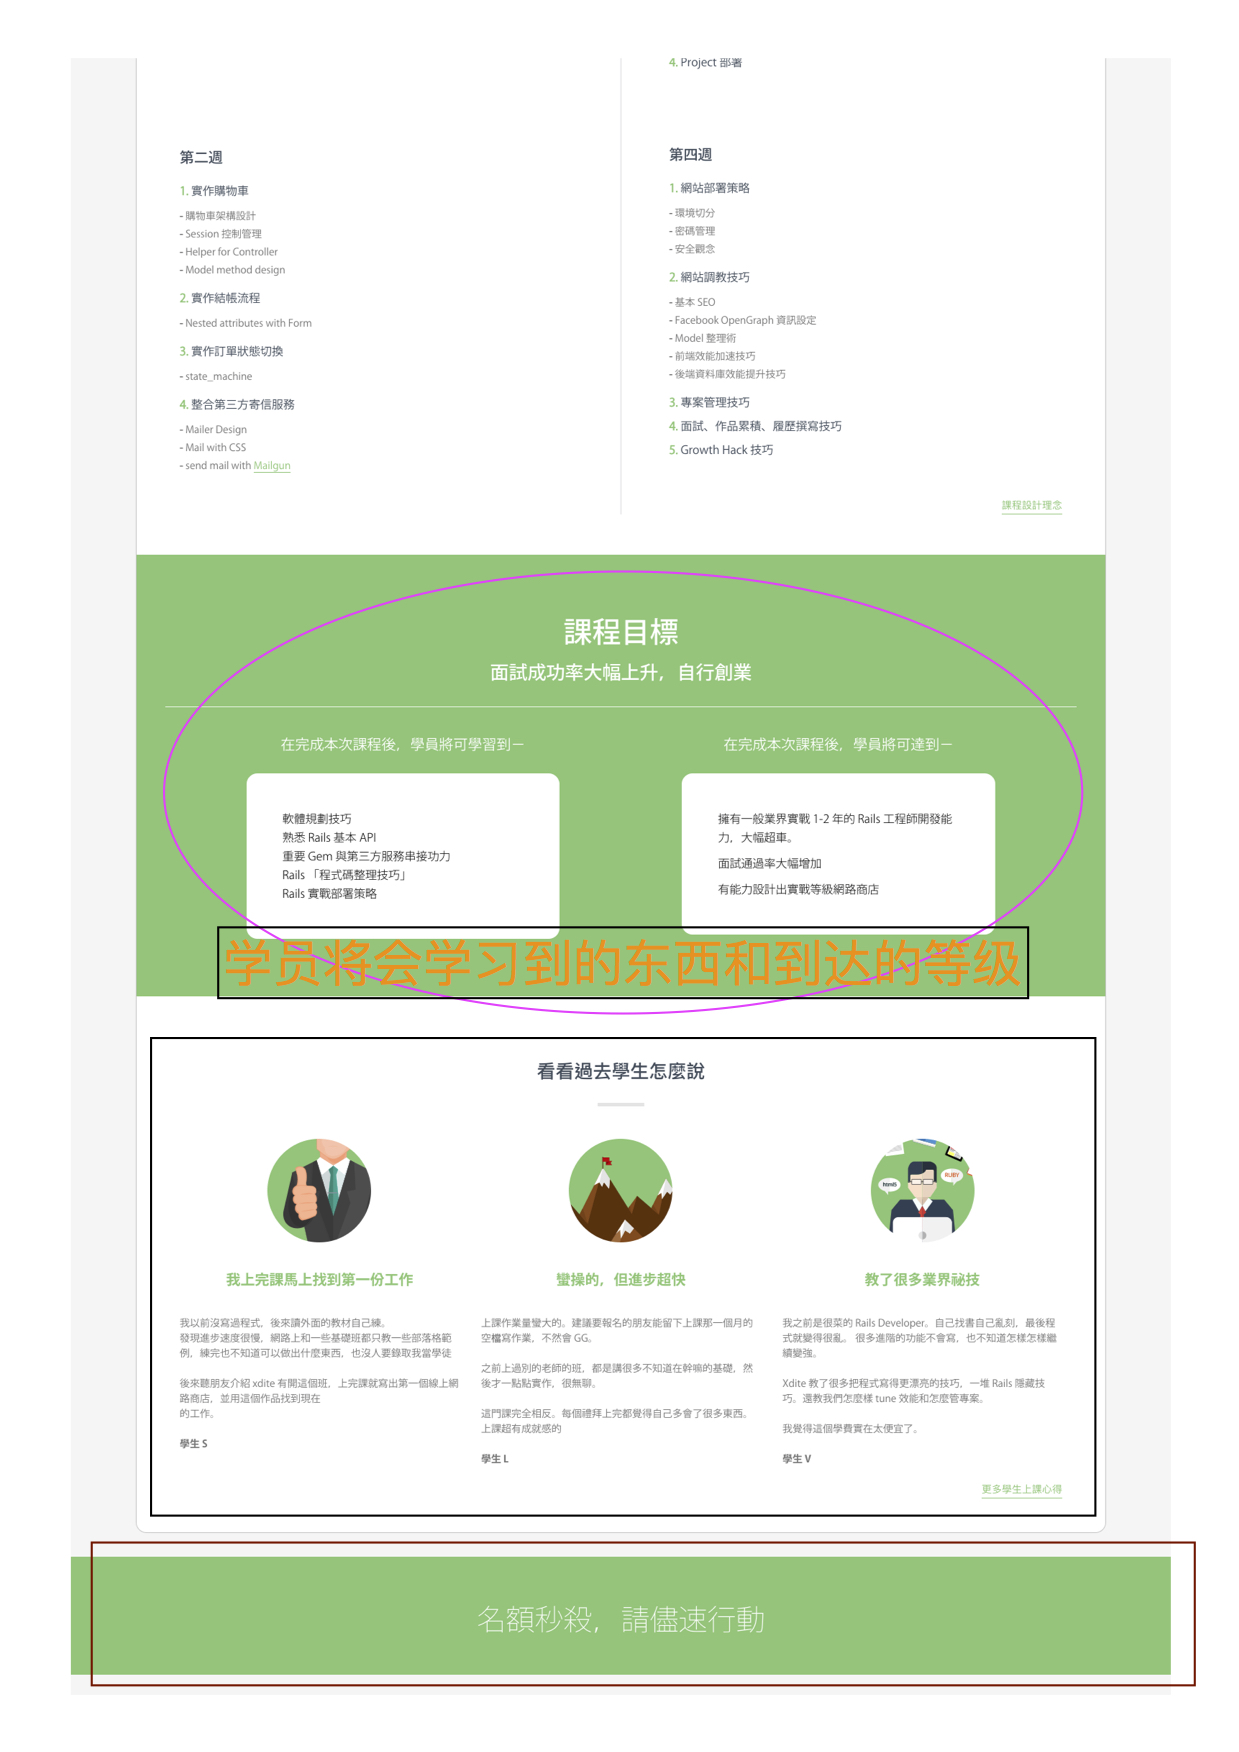 4. Project 部署
第二週
1. 實作購物車
- 購物車架構設計
- Session 控制管理
- Helper for Controller
- Model method design
2. 實作結帳流程
- Nested attributes with Form
3. 實作訂單狀態切換
- state_machine
4. 整合第三方寄信服務
- Mailer Design
- Mail with CSS
- send mail with Mailgun
第四週
1. 網站部署策略
- 環境切分
- 密碼管理
- 安全觀念
2. 網站調教技巧
- 基本 SEO
- Facebook OpenGraph 資訊設定
- Model 整理術
- 前端效能加速技巧
- 後端資料庫效能提升技巧
3. 專案管理技巧
4. 面試、作品累積、履歷撰寫技巧
5. Growth Hack 技巧
課程設計理念
課程目標
面試成功率大幅上升，自行創業
在完成本次課程後，學員將可學習到－
軟體規劃技巧
熟悉 Rails 基本 API
重要 Gem 與第三方服務串接功力
Rails 「程式碼整理技巧」
Rails 實戰部署策略
在完成本次課程後，學員將可達到－
擁有一般業界實戰 1-2 年的 Rails 工程師開發能
力，大幅超車。
面試通過率大幅增加
有能力設計出實戰等級網路商店
学员将会学习到的东西和到达的等级
看看過去學生怎麼說
html5
RUBY
我上完課馬上找到第一份工作
我以前沒寫過程式，後來讀外面的教材自己練。
發現進步速度很慢，網路上和一些基礎班都只教一些部落格範
例，練完也不知道可以做出什麼東西，也沒人要錄取我當學徒
後來聽朋友介紹 xdite 有開這個班，上完課就寫出第一個線上網
路商店，並用這個作品找到現在
的工作。
學生 S
蠻操的，但進步超快
上課作業量蠻大的。建議要報名的朋友能留下上課那一個月的
空檔寫作業，不然會 GG。
之前上過別的老師的班，都是講很多不知道在幹嘛的基礎，然
後才一點點實作，很無聊。
這門課完全相反。每個禮拜上完都覺得自己多會了很多東西。
上課超有成就感的
學生 L
教了很多業界祕技
我之前是很菜的 Rails Developer。自己找書自己亂刻，最後程
式就變得很亂。 很多進階的功能不會寫，也不知道怎樣怎樣繼
續變強。
Xdite 教了很多把程式寫得更漂亮的技巧，一堆 Rails 隱藏技
巧。還教我們怎麼樣 tune 效能和怎麼管專案。
我覺得這個學費實在太便宜了。
學生 V
更多學生上課心得
名額秒殺，請儘速行動